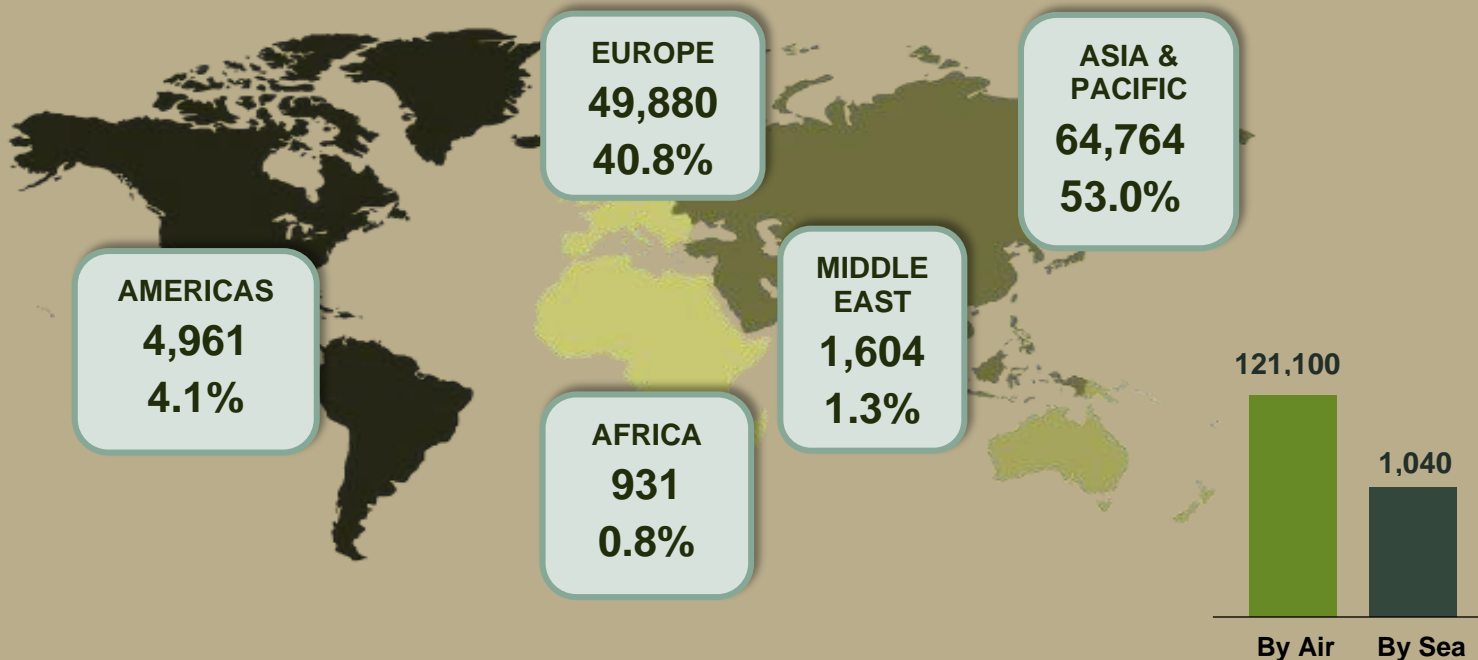 EUROPE
49,880
40.8%
ASIA &
PACIFIC
64,764
53.0%
AMERICAS
4,961
4.1%
MIDDLE
EAST
1,604
1.3%
AFRICA
931
0.8%
121,100
1,040
By Air
By Sea